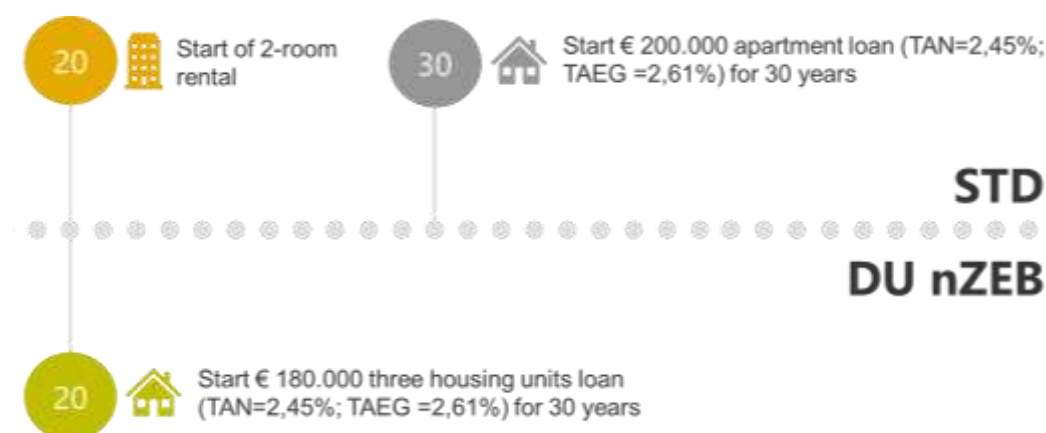 20
Start of 2-room
rental
30
Start € 200.000 apartment loan (TAN=2,45%;
TAEG =2,61%) for 30 years
STD
DU nZEB
20
Start € 180.000 three housing units loan
(TAN=2,45%; TAEG =2,61%) for 30 years